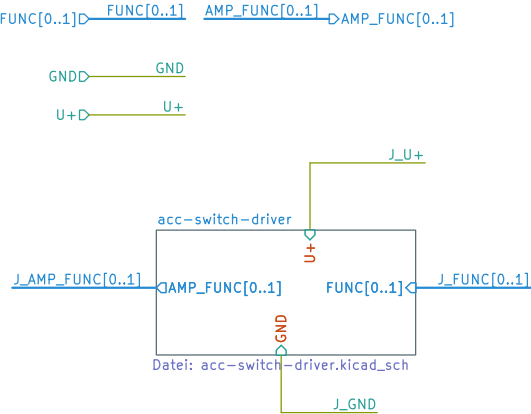 FUNC[0..1] FUNC[0..1] AMP_FUNC[0..1] AMP_FUNC[0..1]
GND GND
U+ U+
J_U+
acc-switch-driver
U+
J_AMP_FUNC[0..1] AMP_FUNC[0..1] FUNC[0..1] J_FUNC[0..1]
GND
Datei: acc-switch-driver.kicad_sch
J_GND